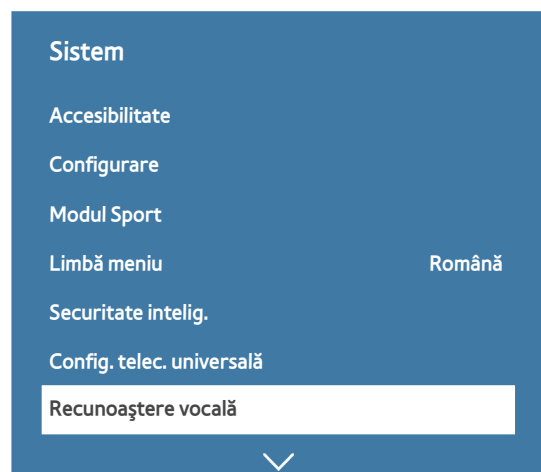 Sistem
Accesibilitate
Configurare
Modul Sport
Limbă meniu Română
Securitate intelig.
Config. telec. universală
Recunoaştere vocală